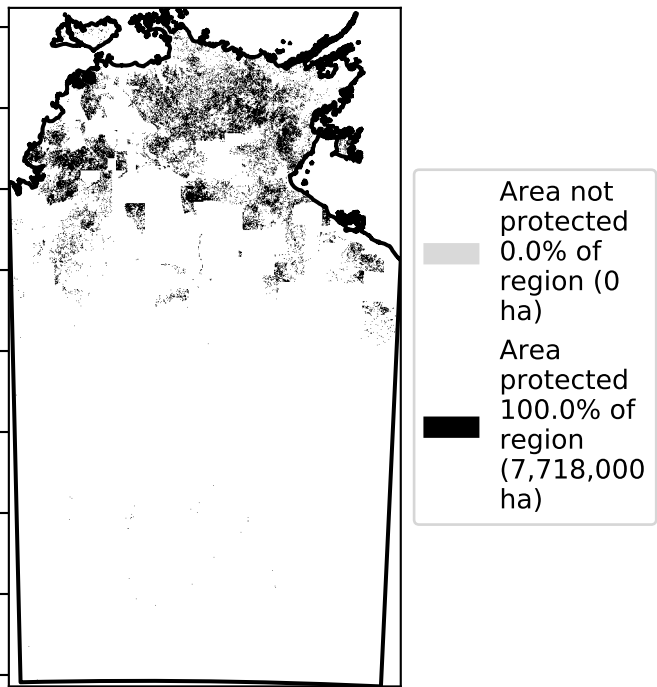 Area not
protected
0.0% of
region (0
ha)
Area
protected
100.0% of
region
(7,718,000
ha)